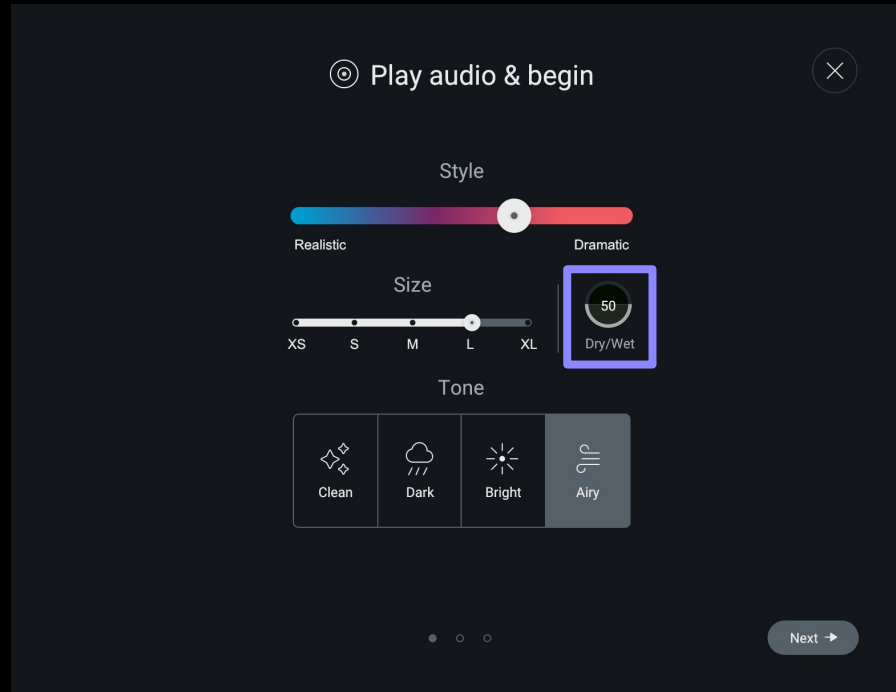 Play audio & begin
Style
Realistic Dramatic
Size
50
XS S M L XL Dry/Wet
Tone
Clean Dark Bright Airy
Next